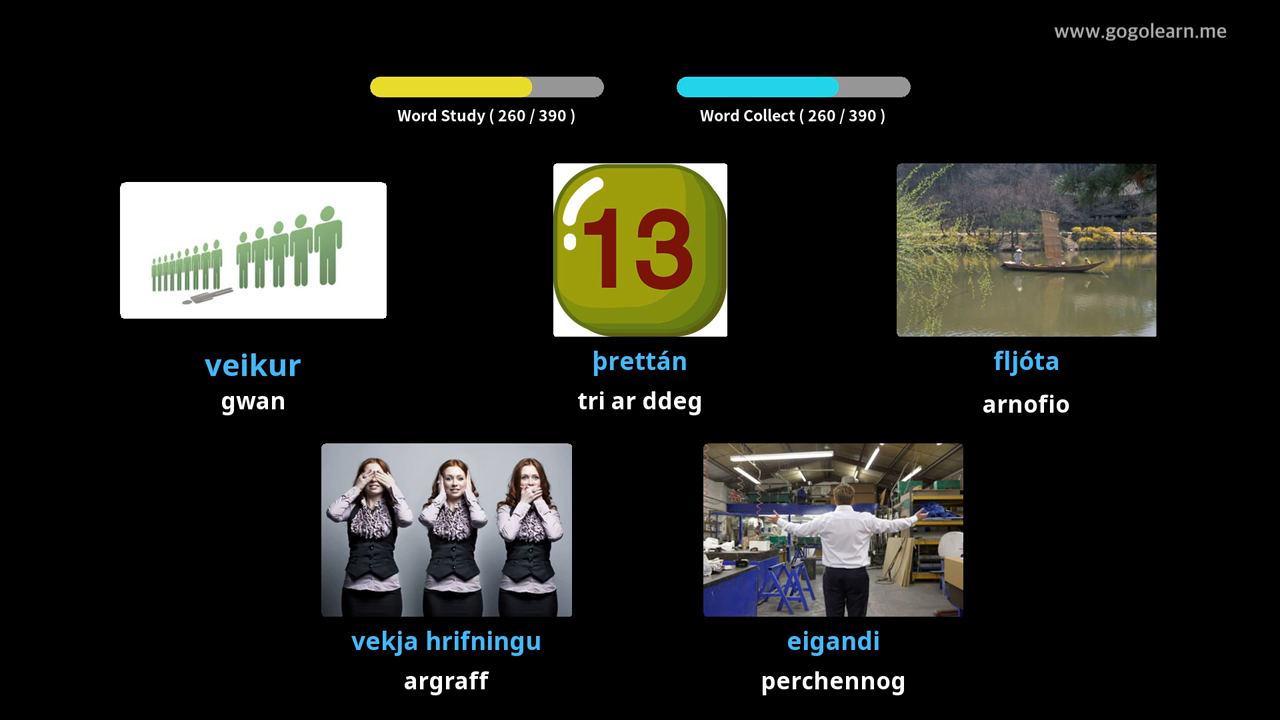 www.gogolearn.me
Word Study ( 260 / 390 )
Word Collect ( 260 / 390 )
13
veikur
gwan
þrettán
tri ar ddeg
fljóta
arnofio
vekja hrifningu
argraff
eigandi
perchennog